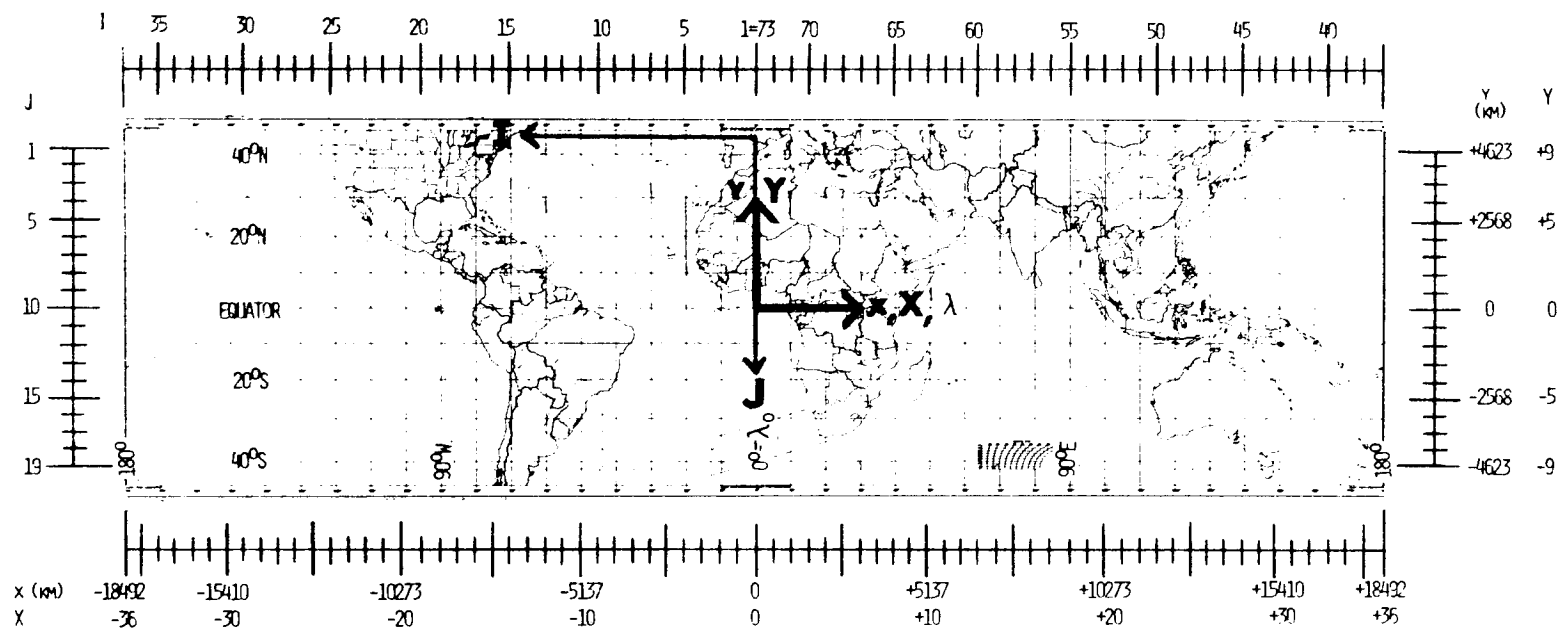 I 35 30 25 20 15 10 5 1=73 70 65 60 55 50 45 40
J
Y (KM) Y
1 40°N I +4623 +9
Y Y
5 20°N +2568 +5
10 EQUATOR x, X, λ 0 0
15 20°S J -2568 -5
19 -180° 40°S 90°W 0°=λ₀ 90°E 180° -4623 -9
X (KM) -18492 -15410 -10273 -5137 0 +5137 +10273 +15410 +18492
X -36 -30 -20 -10 0 +10 +20 +30 +36